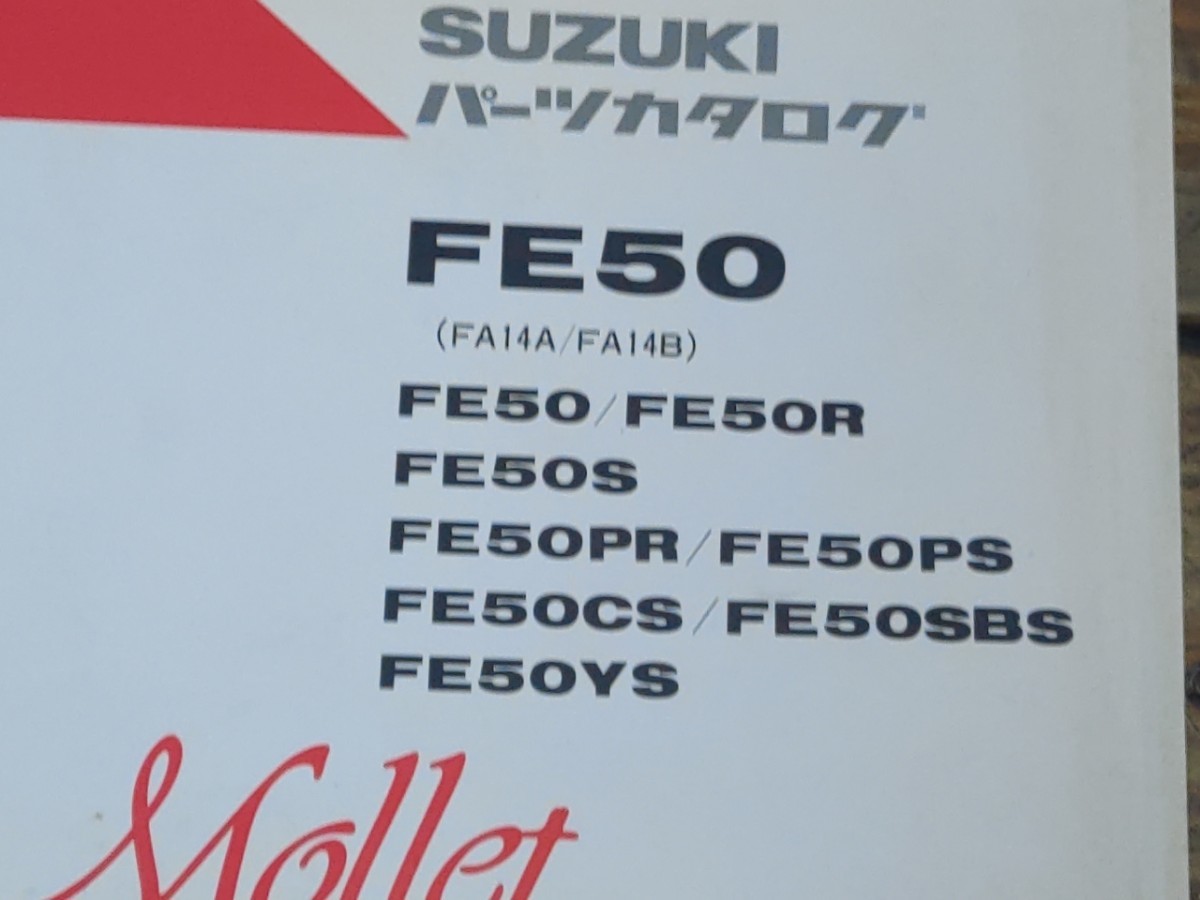 SUZUKI
パーツカタログ
FE50
(FA14A/FA14B)
FE50/FE50R
FE50S
FE50PR/FE50PS
FE50CS/FE50SBS
FE50YS
Mollet